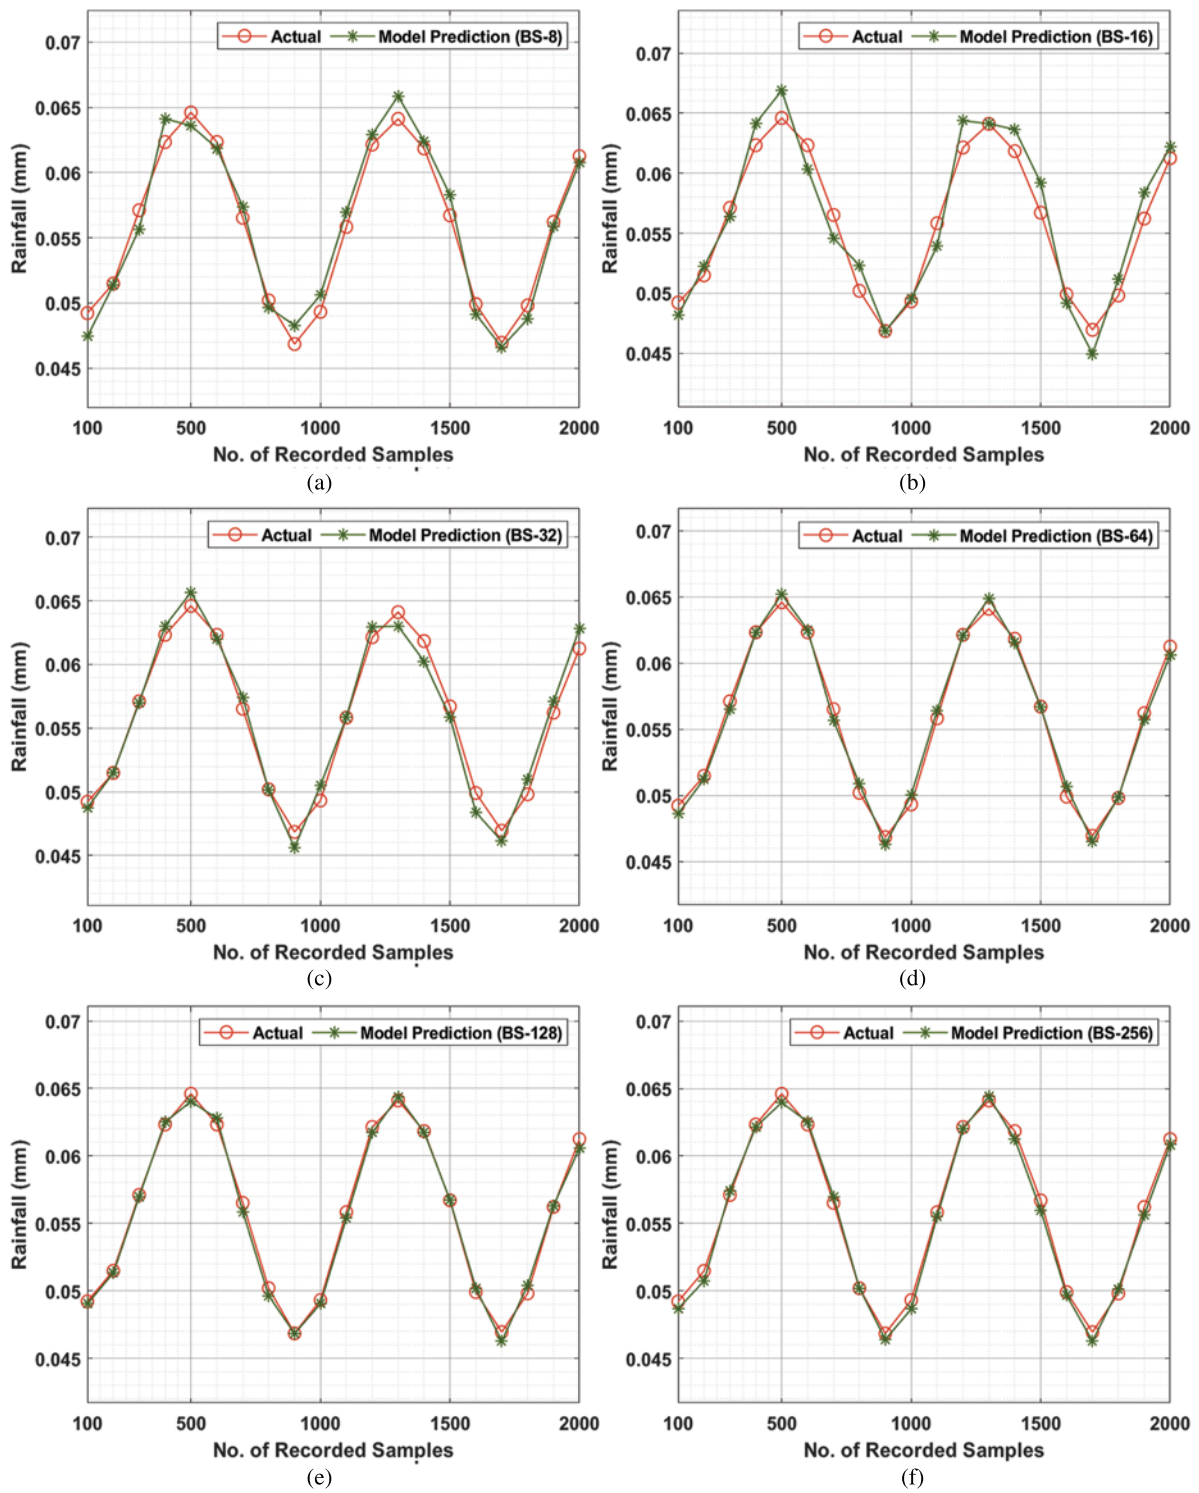 Actual Model Prediction (BS-8)
0.07
0.065
0.06
0.055
0.05
0.045
Rainfall (mm)
100 500 1000 1500 2000
No. of Recorded Samples
(a)
Actual Model Prediction (BS-16)
0.07
0.065
0.06
0.055
0.05
0.045
Rainfall (mm)
100 500 1000 1500 2000
No. of Recorded Samples
(b)
Actual Model Prediction (BS-32)
0.07
0.065
0.06
0.055
0.05
0.045
Rainfall (mm)
100 500 1000 1500 2000
No. of Recorded Samples
(c)
Actual Model Prediction (BS-64)
0.07
0.065
0.06
0.055
0.05
0.045
Rainfall (mm)
100 500 1000 1500 2000
No. of Recorded Samples
(d)
Actual Model Prediction (BS-128)
0.07
0.065
0.06
0.055
0.05
0.045
Rainfall (mm)
100 500 1000 1500 2000
No. of Recorded Samples
(e)
Actual Model Prediction (BS-256)
0.07
0.065
0.06
0.055
0.05
0.045
Rainfall (mm)
100 500 1000 1500 2000
No. of Recorded Samples
(f)